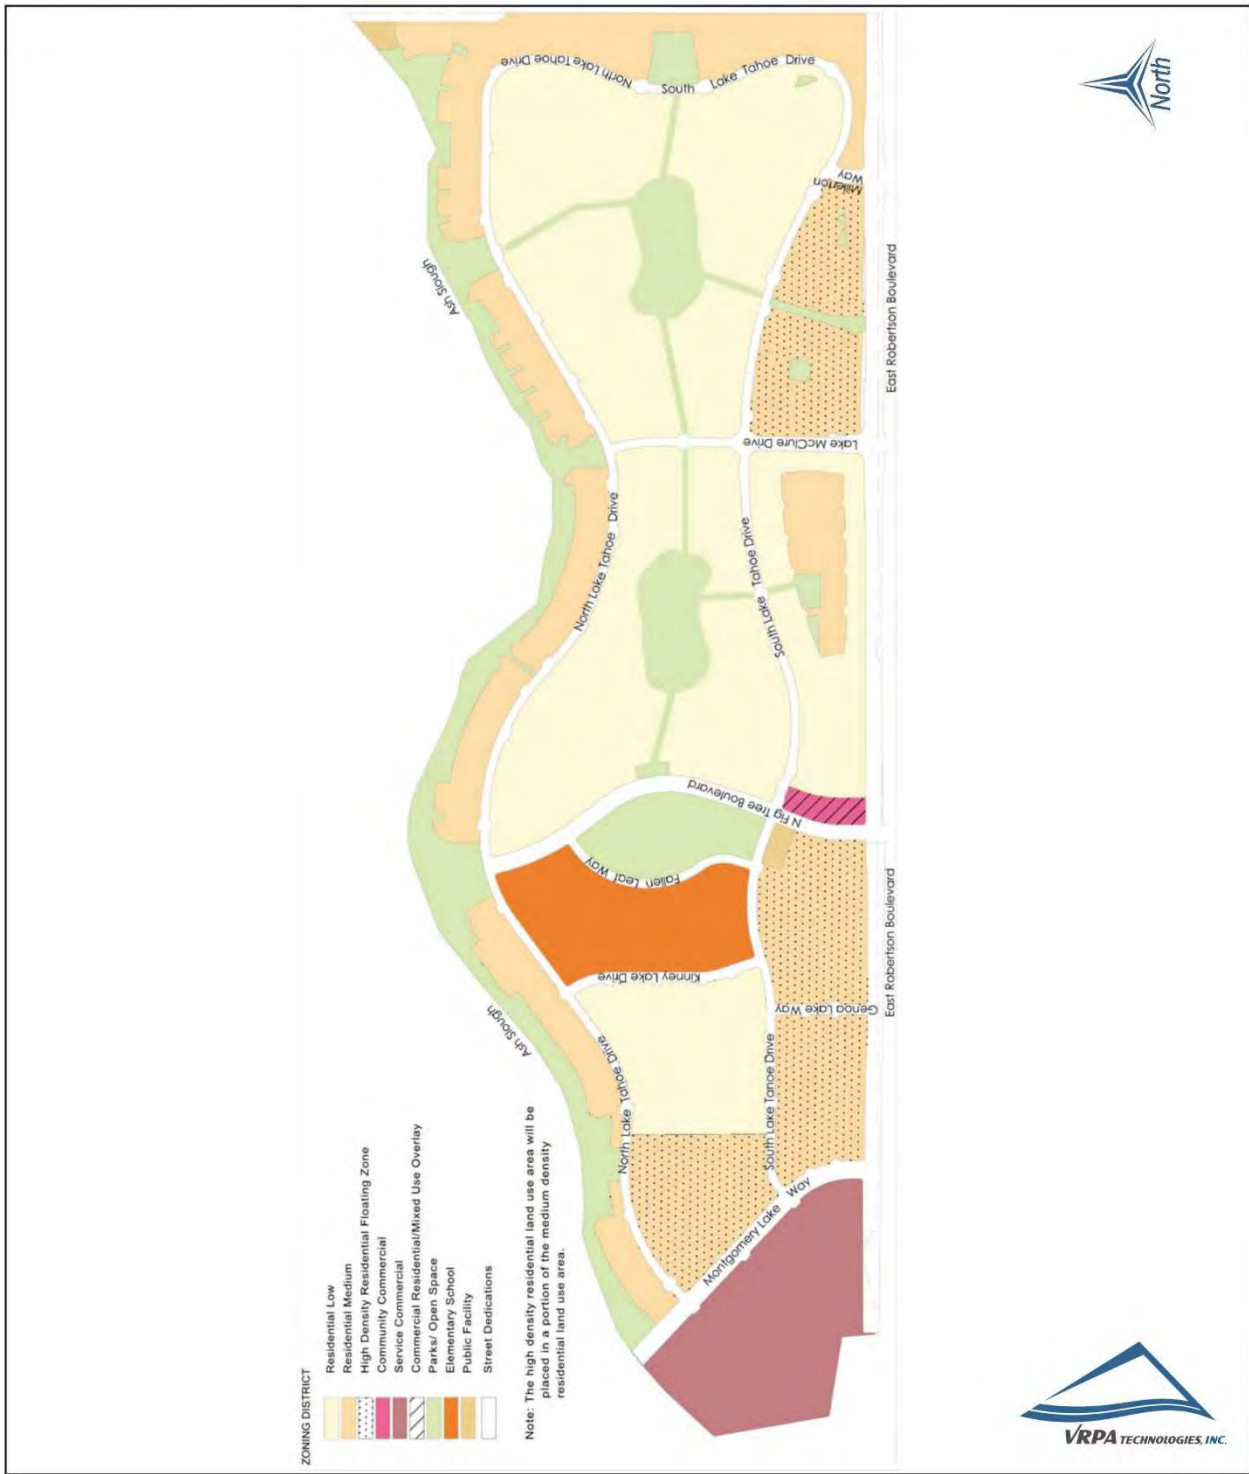 North
North Lake Tahoe Drive
South Lake Tahoe Drive
Millerton
Way
Ash Slough
East Robertson Boulevard
Lake McClure Drive
North Lake Tahoe Drive
South Lake Tahoe Drive
N Fig Tree Boulevard
Fallen Leaf Way
East Robertson Boulevard
Kinney Lake Drive
Genoa Lake Way
Ash Slough
North Lake Tahoe Drive
South Lake Tahoe Drive
Montgomery Lake Way
ZONING DISTRICT
Residential Low
Residential Medium
High Density Residential Floating Zone
Community Commercial
Service Commercial
Commercial Residential/Mixed Use Overlay
Parks/ Open Space
Elementary School
Public Facility
Street Dedications
Note: The high density residential land use area will be
placed in a portion of the medium density
residential land use area.
VRPA TECHNOLOGIES, INC.